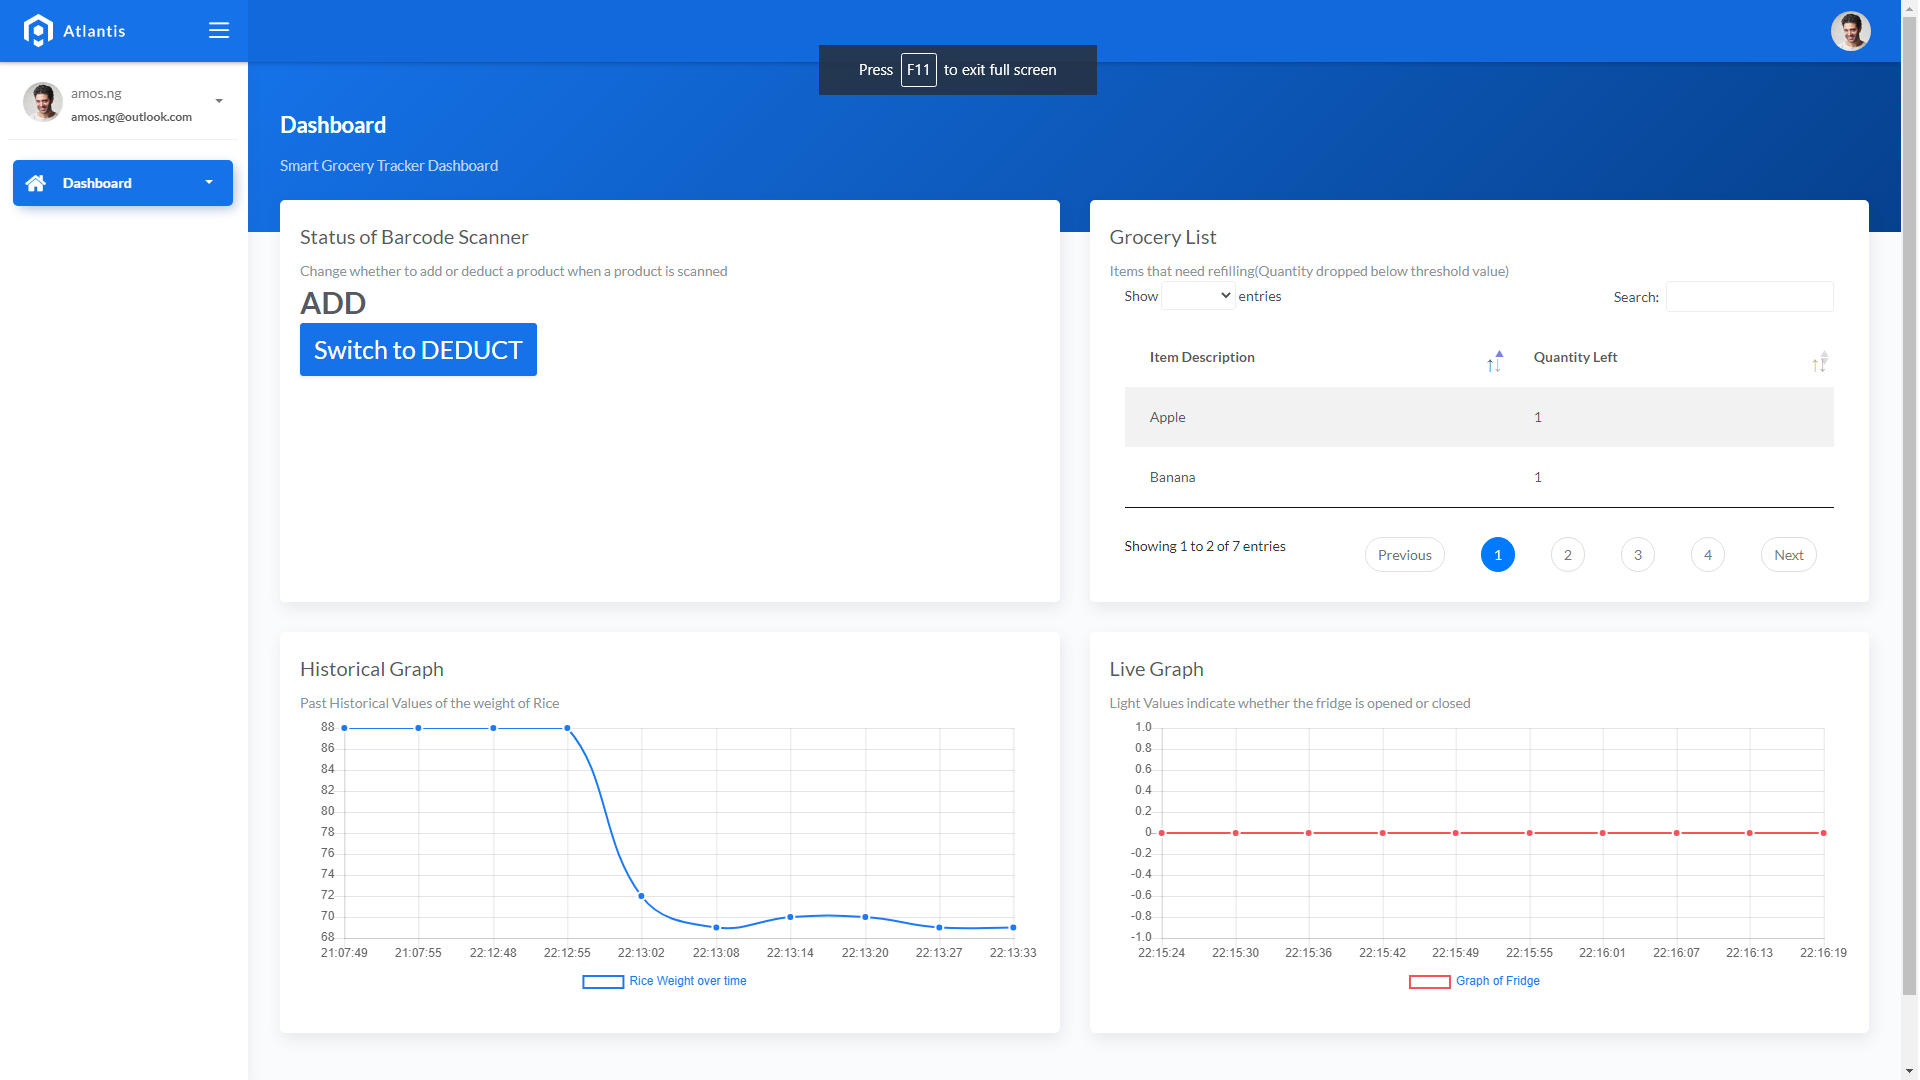 Atlantis
Press F11 to exit full screen
amos.ng
amos.ng@outlook.com
Dashboard
Dashboard
Smart Grocery Tracker Dashboard
Status of Barcode Scanner
Change whether to add or deduct a product when a product is scanned
ADD
Switch to DEDUCT
Grocery List
Items that need refilling(Quantity dropped below threshold value)
Show entries
Search:
Item Description Quantity Left
Apple 1
Banana 1
Showing 1 to 2 of 7 entries
Previous 1 2 3 4 Next
Historical Graph
Past Historical Values of the weight of Rice
88
86
84
82
80
78
76
74
72
70
68
21:07:49 21:07:55 22:12:48 22:12:55 22:13:02 22:13:08 22:13:14 22:13:20 22:13:27 22:13:33
Rice Weight over time
Live Graph
Light Values indicate whether the fridge is opened or closed
1.0
0.8
0.6
0.4
0.2
0
-0.2
-0.4
-0.6
-0.8
-1.0
22:15:24 22:15:30 22:15:36 22:15:42 22:15:49 22:15:55 22:16:01 22:16:07 22:16:13 22:16:19
Graph of Fridge